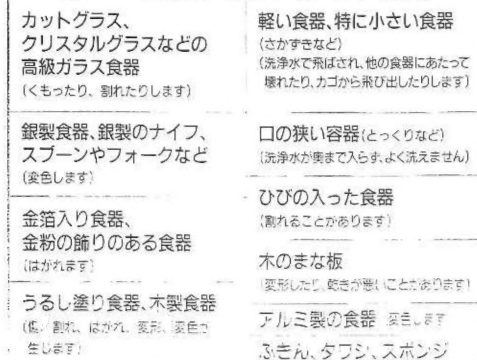 カットグラス、
クリスタルグラスなどの
高級ガラス食器
(くもったり、割れたりします)
銀製食器、銀製のナイフ、
スプーンやフォークなど
(変色します)
金箔入り食器、
金粉の飾りのある食器
(はがれます)
うるし塗り食器、木製食器
(傷、割れ、はがれ、変形、変色が
生じます)
軽い食器、特に小さい食器
(さかずきなど)
(洗浄水で飛ばされ、他の食器にあたって
壊れたり、カゴから飛び出したりします)
口の狭い容器(とっくりなど)
(洗浄水が奥まで入らず、よく洗えません)
ひびの入った食器
(割れることがあります)
木のまな板
(変形したり、乾きが悪いことがあります)
アルミ製の食器 変色します
ふきん、タワシ、スポンジ